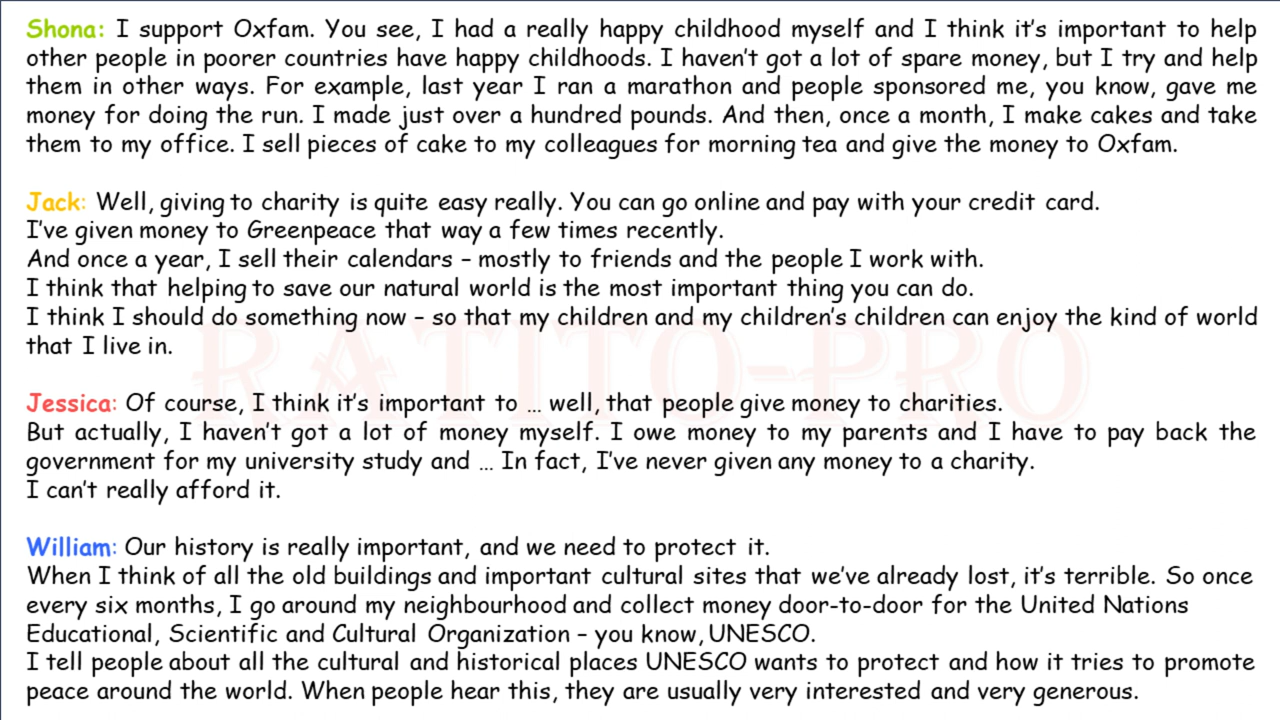 Shona: I support Oxfam. You see, I had a really happy childhood myself and I think it's important to help
other people in poorer countries have happy childhoods. I haven't got a lot of spare money, but I try and help
them in other ways. For example, last year I ran a marathon and people sponsored me, you know, gave me
money for doing the run. I made just over a hundred pounds. And then, once a month, I make cakes and take
them to my office. I sell pieces of cake to my colleagues for morning tea and give the money to Oxfam.
Jack: Well, giving to charity is quite easy really. You can go online and pay with your credit card.
I've given money to Greenpeace that way a few times recently.
And once a year, I sell their calendars – mostly to friends and the people I work with.
I think that helping to save our natural world is the most important thing you can do.
I think I should do something now – so that my children and my children's children can enjoy the kind of world
that I live in.
RATITO-PRO
Jessica: Of course, I think it's important to … well, that people give money to charities.
But actually, I haven't got a lot of money myself. I owe money to my parents and I have to pay back the
government for my university study and … In fact, I've never given any money to a charity.
I can't really afford it.
William: Our history is really important, and we need to protect it.
When I think of all the old buildings and important cultural sites that we've already lost, it's terrible. So once
every six months, I go around my neighbourhood and collect money door-to-door for the United Nations
Educational, Scientific and Cultural Organization – you know, UNESCO.
I tell people about all the cultural and historical places UNESCO wants to protect and how it tries to promote
peace around the world. When people hear this, they are usually very interested and very generous.